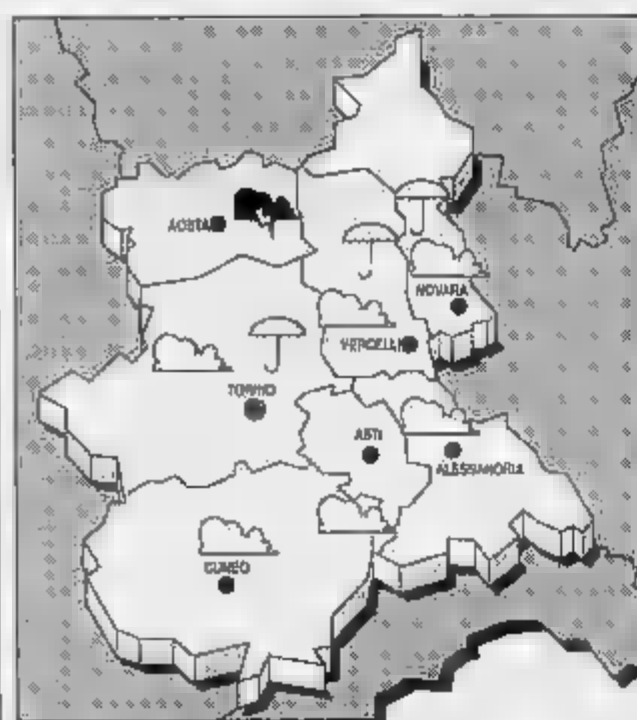 AOSTA
NOVARA
VERCELLI
TORINO
ASTI
ALESSANDRIA
CUNEO